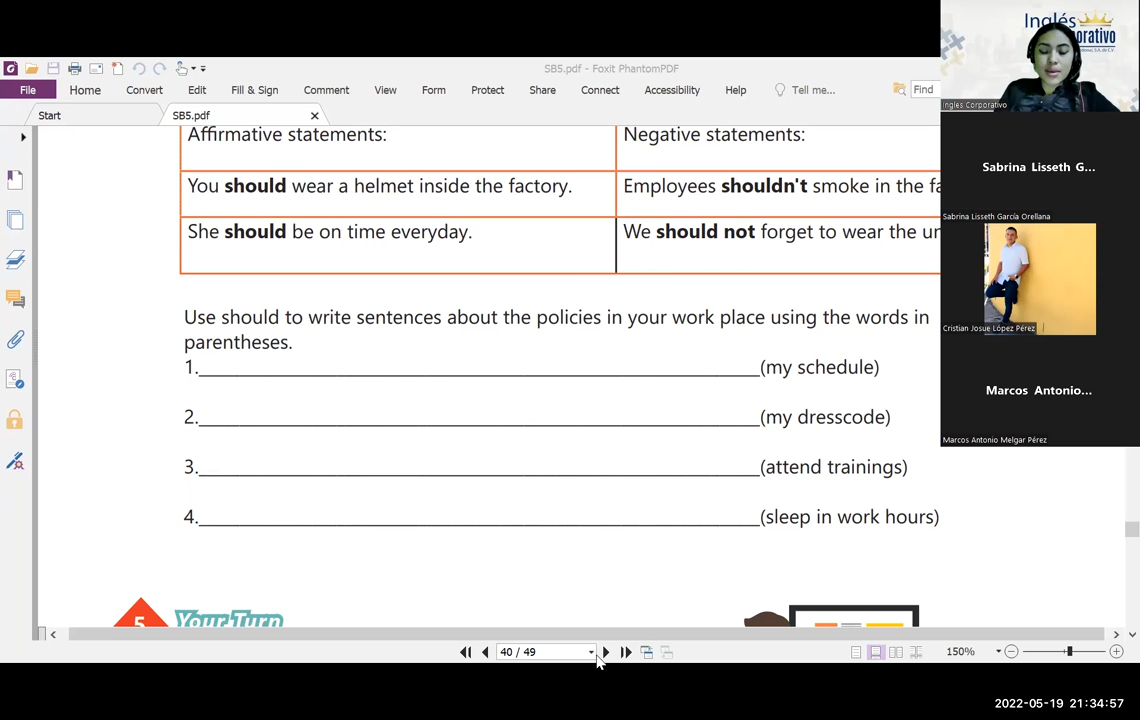 Inglés
orporativo
Ingles Corporativo
SB5.pdf - Foxit PhantomPDF
File Home Convert Edit Fill & Sign Comment View Form Protect Share Connect Accessibility Help Tell me... Find
Start SB5.pdf
Affirmative statements: Negative statements:
You should wear a helmet inside the factory. Employees shouldn't smoke in the fa
She should be on time everyday. We should not forget to wear the un
Use should to write sentences about the policies in your work place using the words in
parentheses.
1. (my schedule)
2. (my dresscode)
3. (attend trainings)
4. (sleep in work hours)
5 Your Turn
40 / 49 150%
Sabrina Lisseth G...
Sabrina Lisseth García Orellana
Cristian Josue López Pérez
Marcos Antonio...
Marcos Antonio Melgar Pérez
2022-05-19 21:34:57